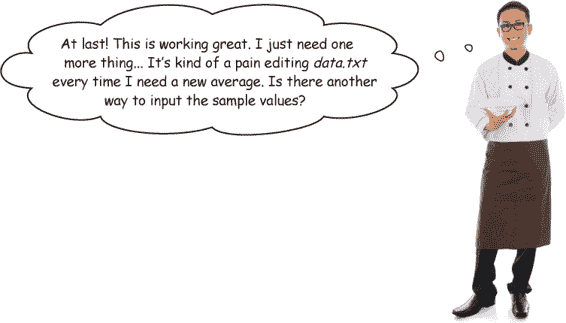 At last! This is working great. I just need one
more thing... It’s kind of a pain editing data.txt
every time I need a new average. Is there another
way to input the sample values?